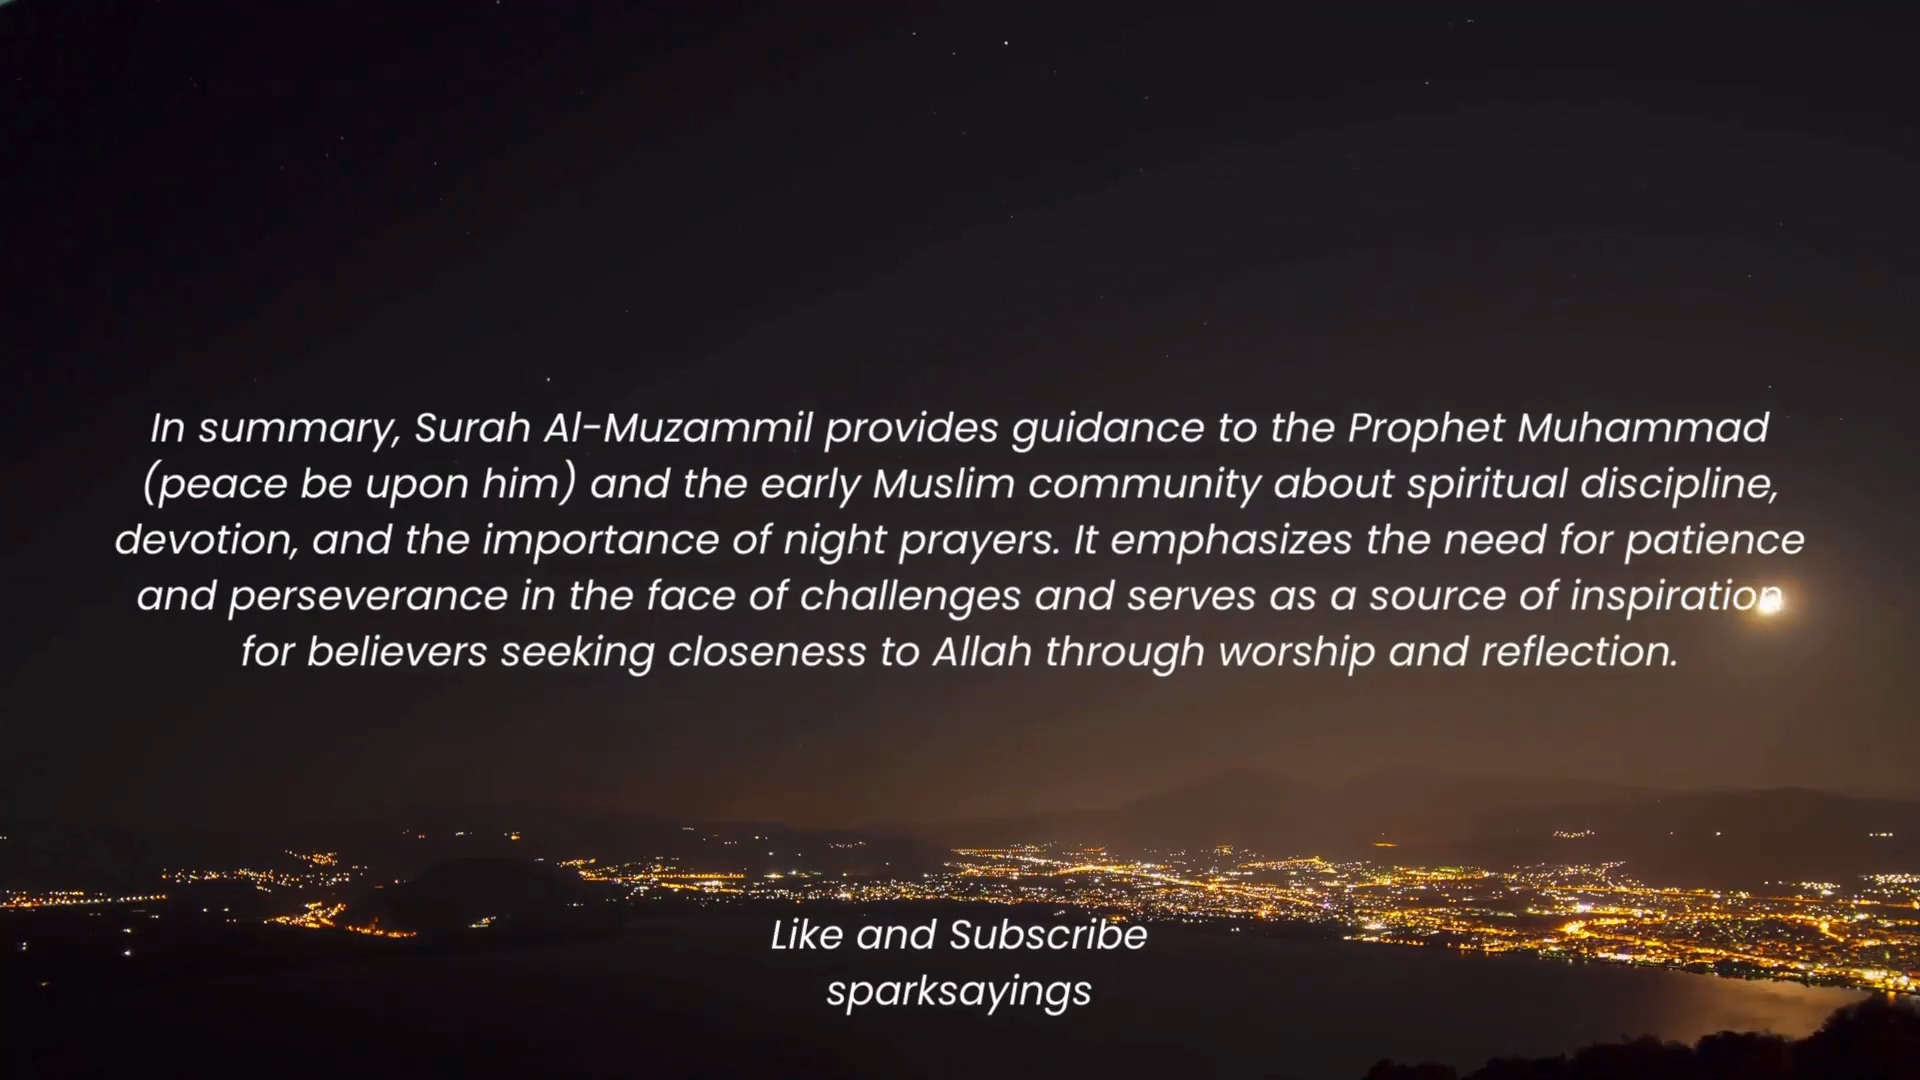 In summary, Surah Al-Muzammil provides guidance to the Prophet Muhammad
(peace be upon him) and the early Muslim community about spiritual discipline,
devotion, and the importance of night prayers. It emphasizes the need for patience
and perseverance in the face of challenges and serves as a source of inspiration
for believers seeking closeness to Allah through worship and reflection.
Like and Subscribe
sparksayings